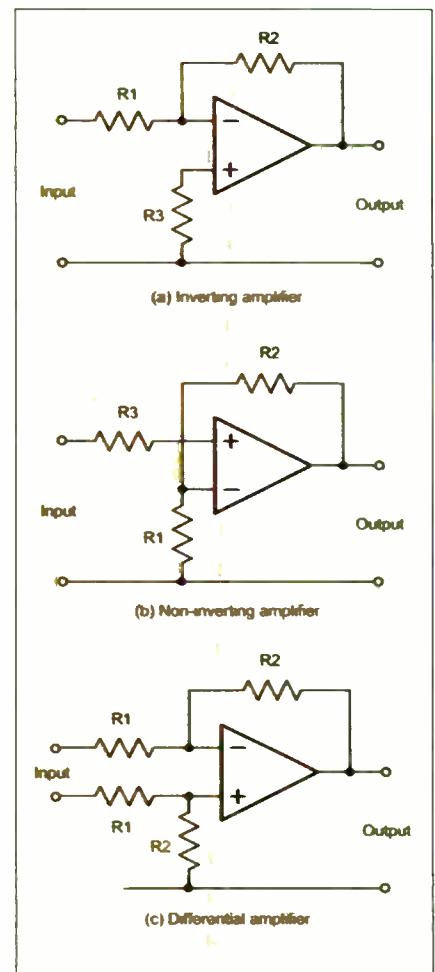 R2
R1
−
+
Input
R3
Output
(a) Inverting amplifier
R2
R3
+
−
Input
R1
Output
(b) Non-inverting amplifier
R2
R1
−
Input
+
R1
R2
Output
(c) Differential amplifier